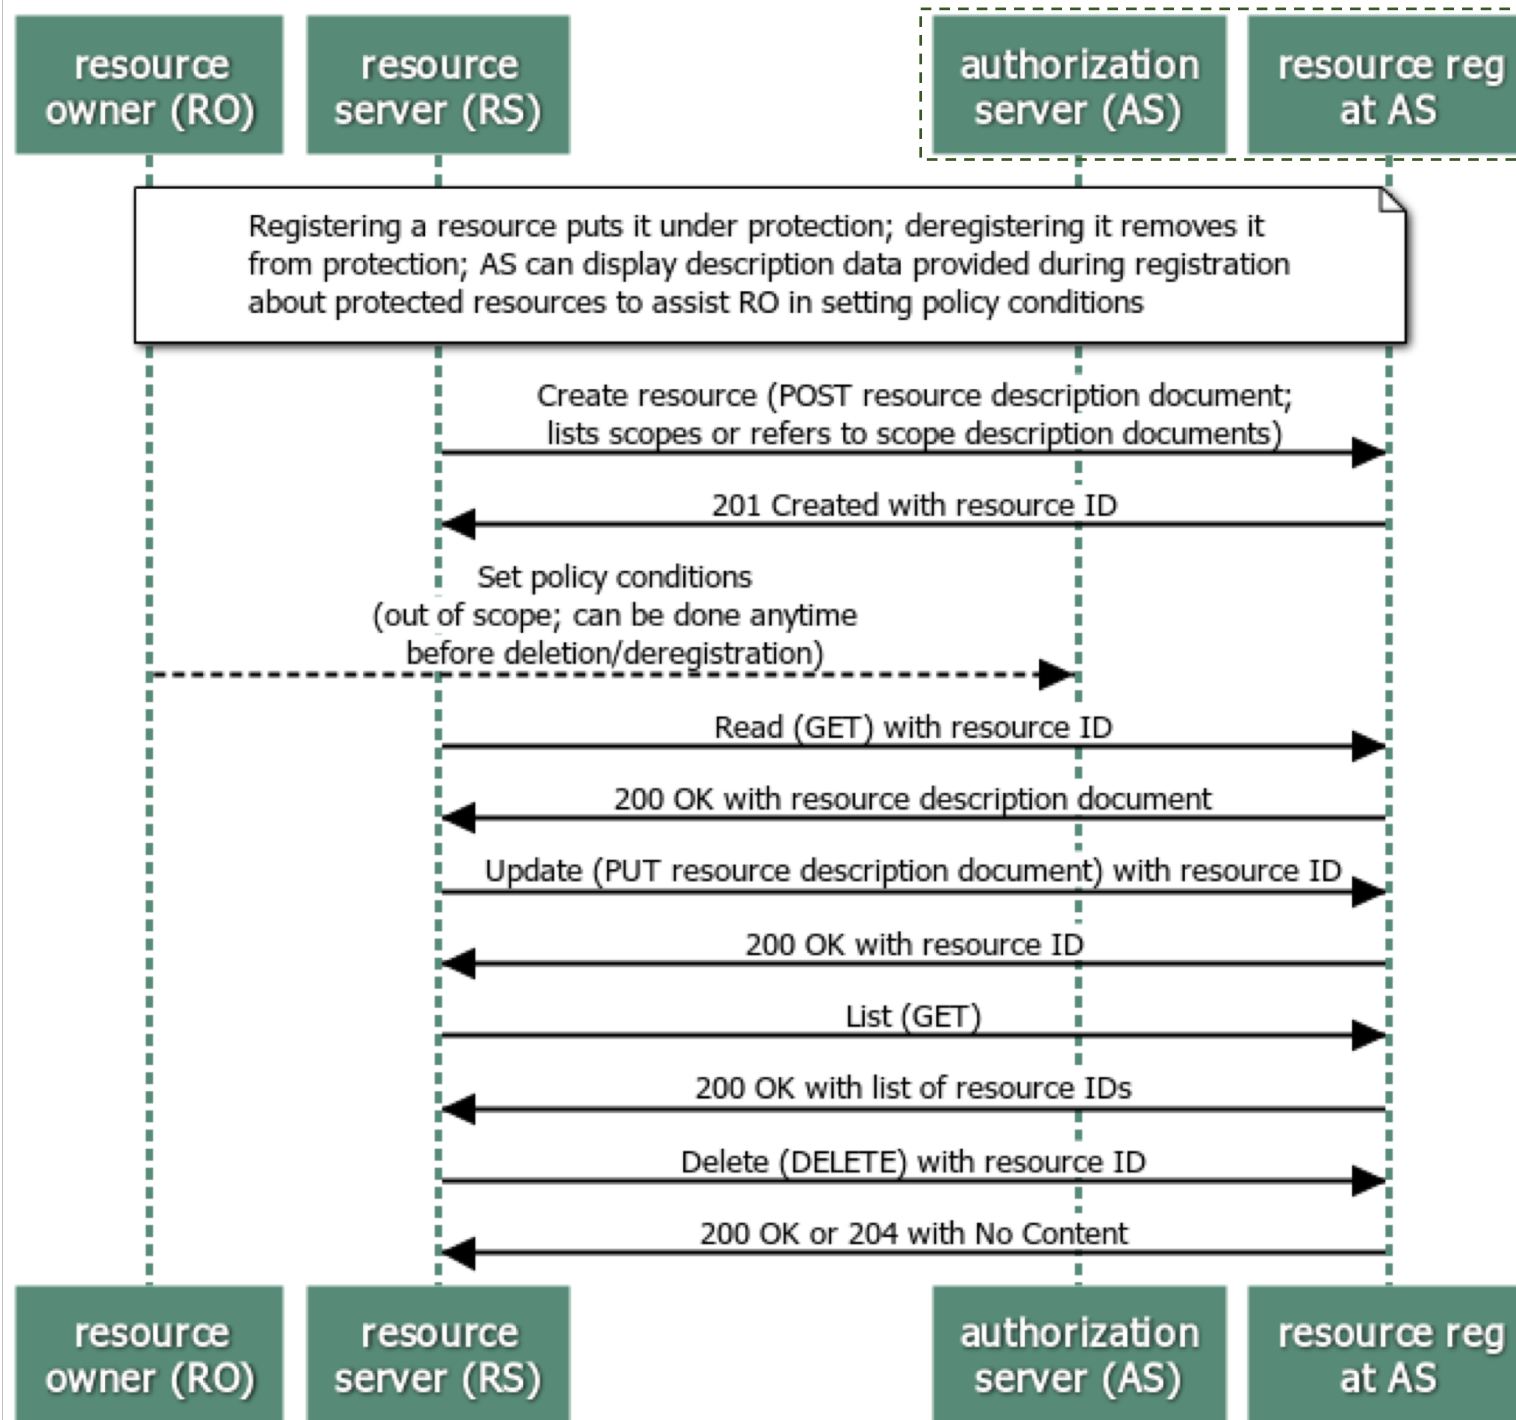 resource
owner (RO)
resource
server (RS)
authorization
server (AS)
resource reg
at AS
Registering a resource puts it under protection; deregistering it removes it
from protection; AS can display description data provided during registration
about protected resources to assist RO in setting policy conditions
Create resource (POST resource description document;
lists scopes or refers to scope description documents)
201 Created with resource ID
Set policy conditions
(out of scope; can be done anytime
before deletion/deregistration)
Read (GET) with resource ID
200 OK with resource description document
Update (PUT resource description document) with resource ID
200 OK with resource ID
List (GET)
200 OK with list of resource IDs
Delete (DELETE) with resource ID
200 OK or 204 with No Content
resource
owner (RO)
resource
server (RS)
authorization
server (AS)
resource reg
at AS